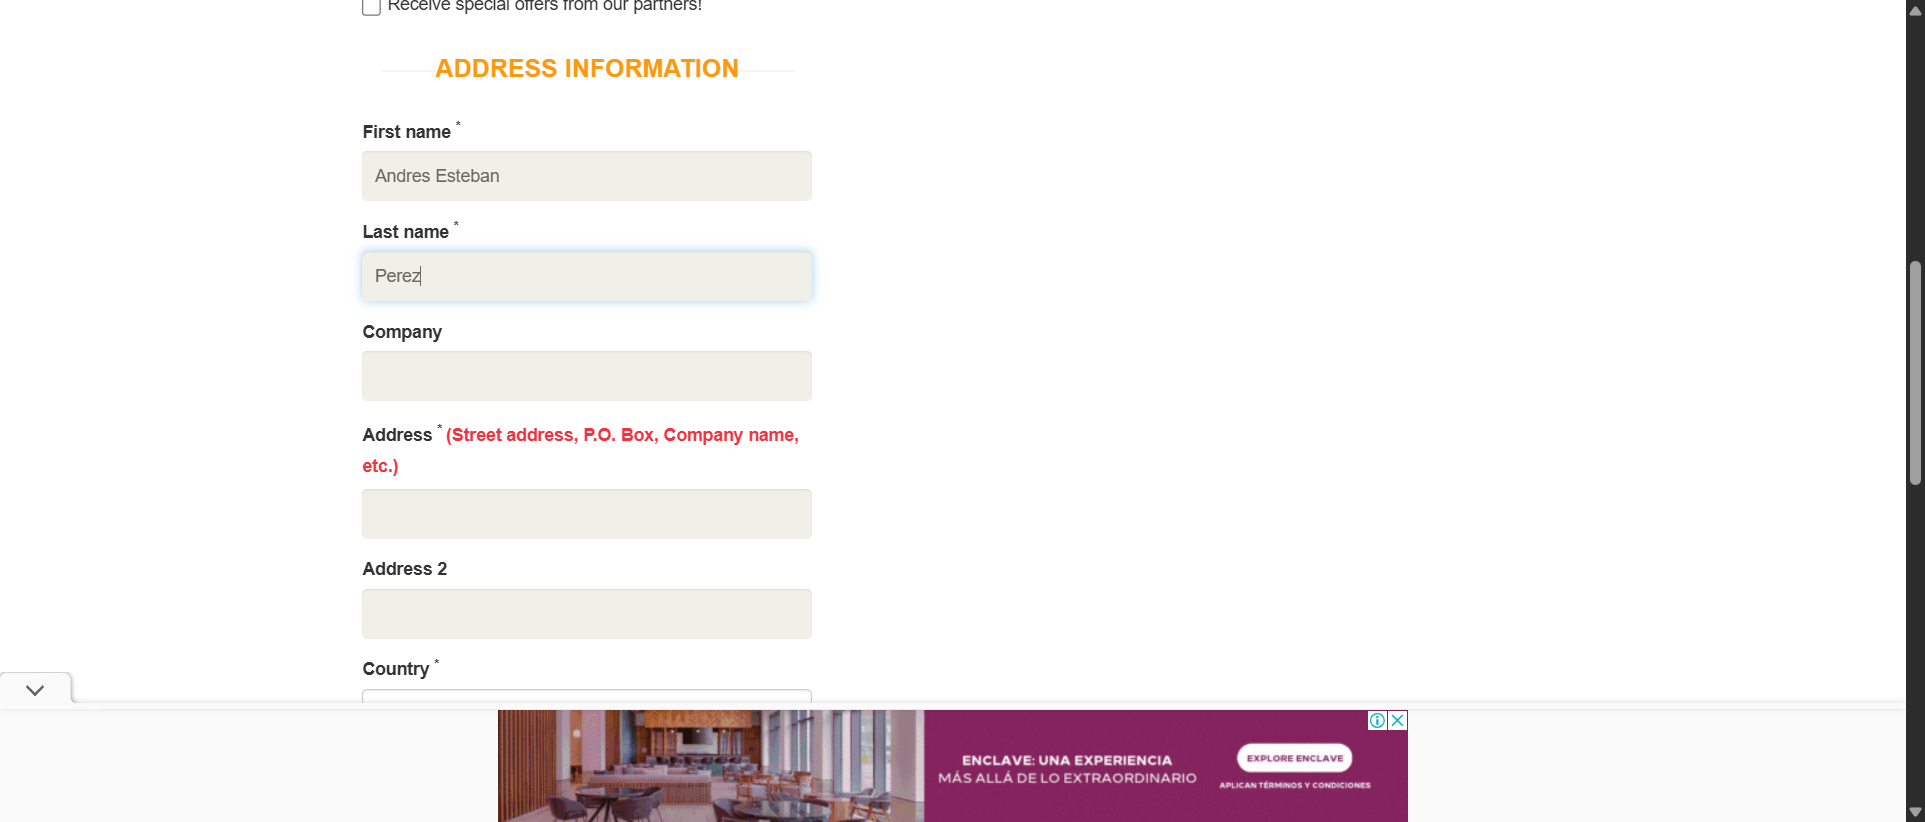 Receive special offers from our partners!
ADDRESS INFORMATION
First name *
Andres Esteban
Last name *
Perez
Company
Address * (Street address, P.O. Box, Company name,
etc.)
Address 2
Country *
ENCLAVE: UNA EXPERIENCIA
MÁS ALLÁ DE LO EXTRAORDINARIO
EXPLORE ENCLAVE
APLICAN TÉRMINOS Y CONDICIONES